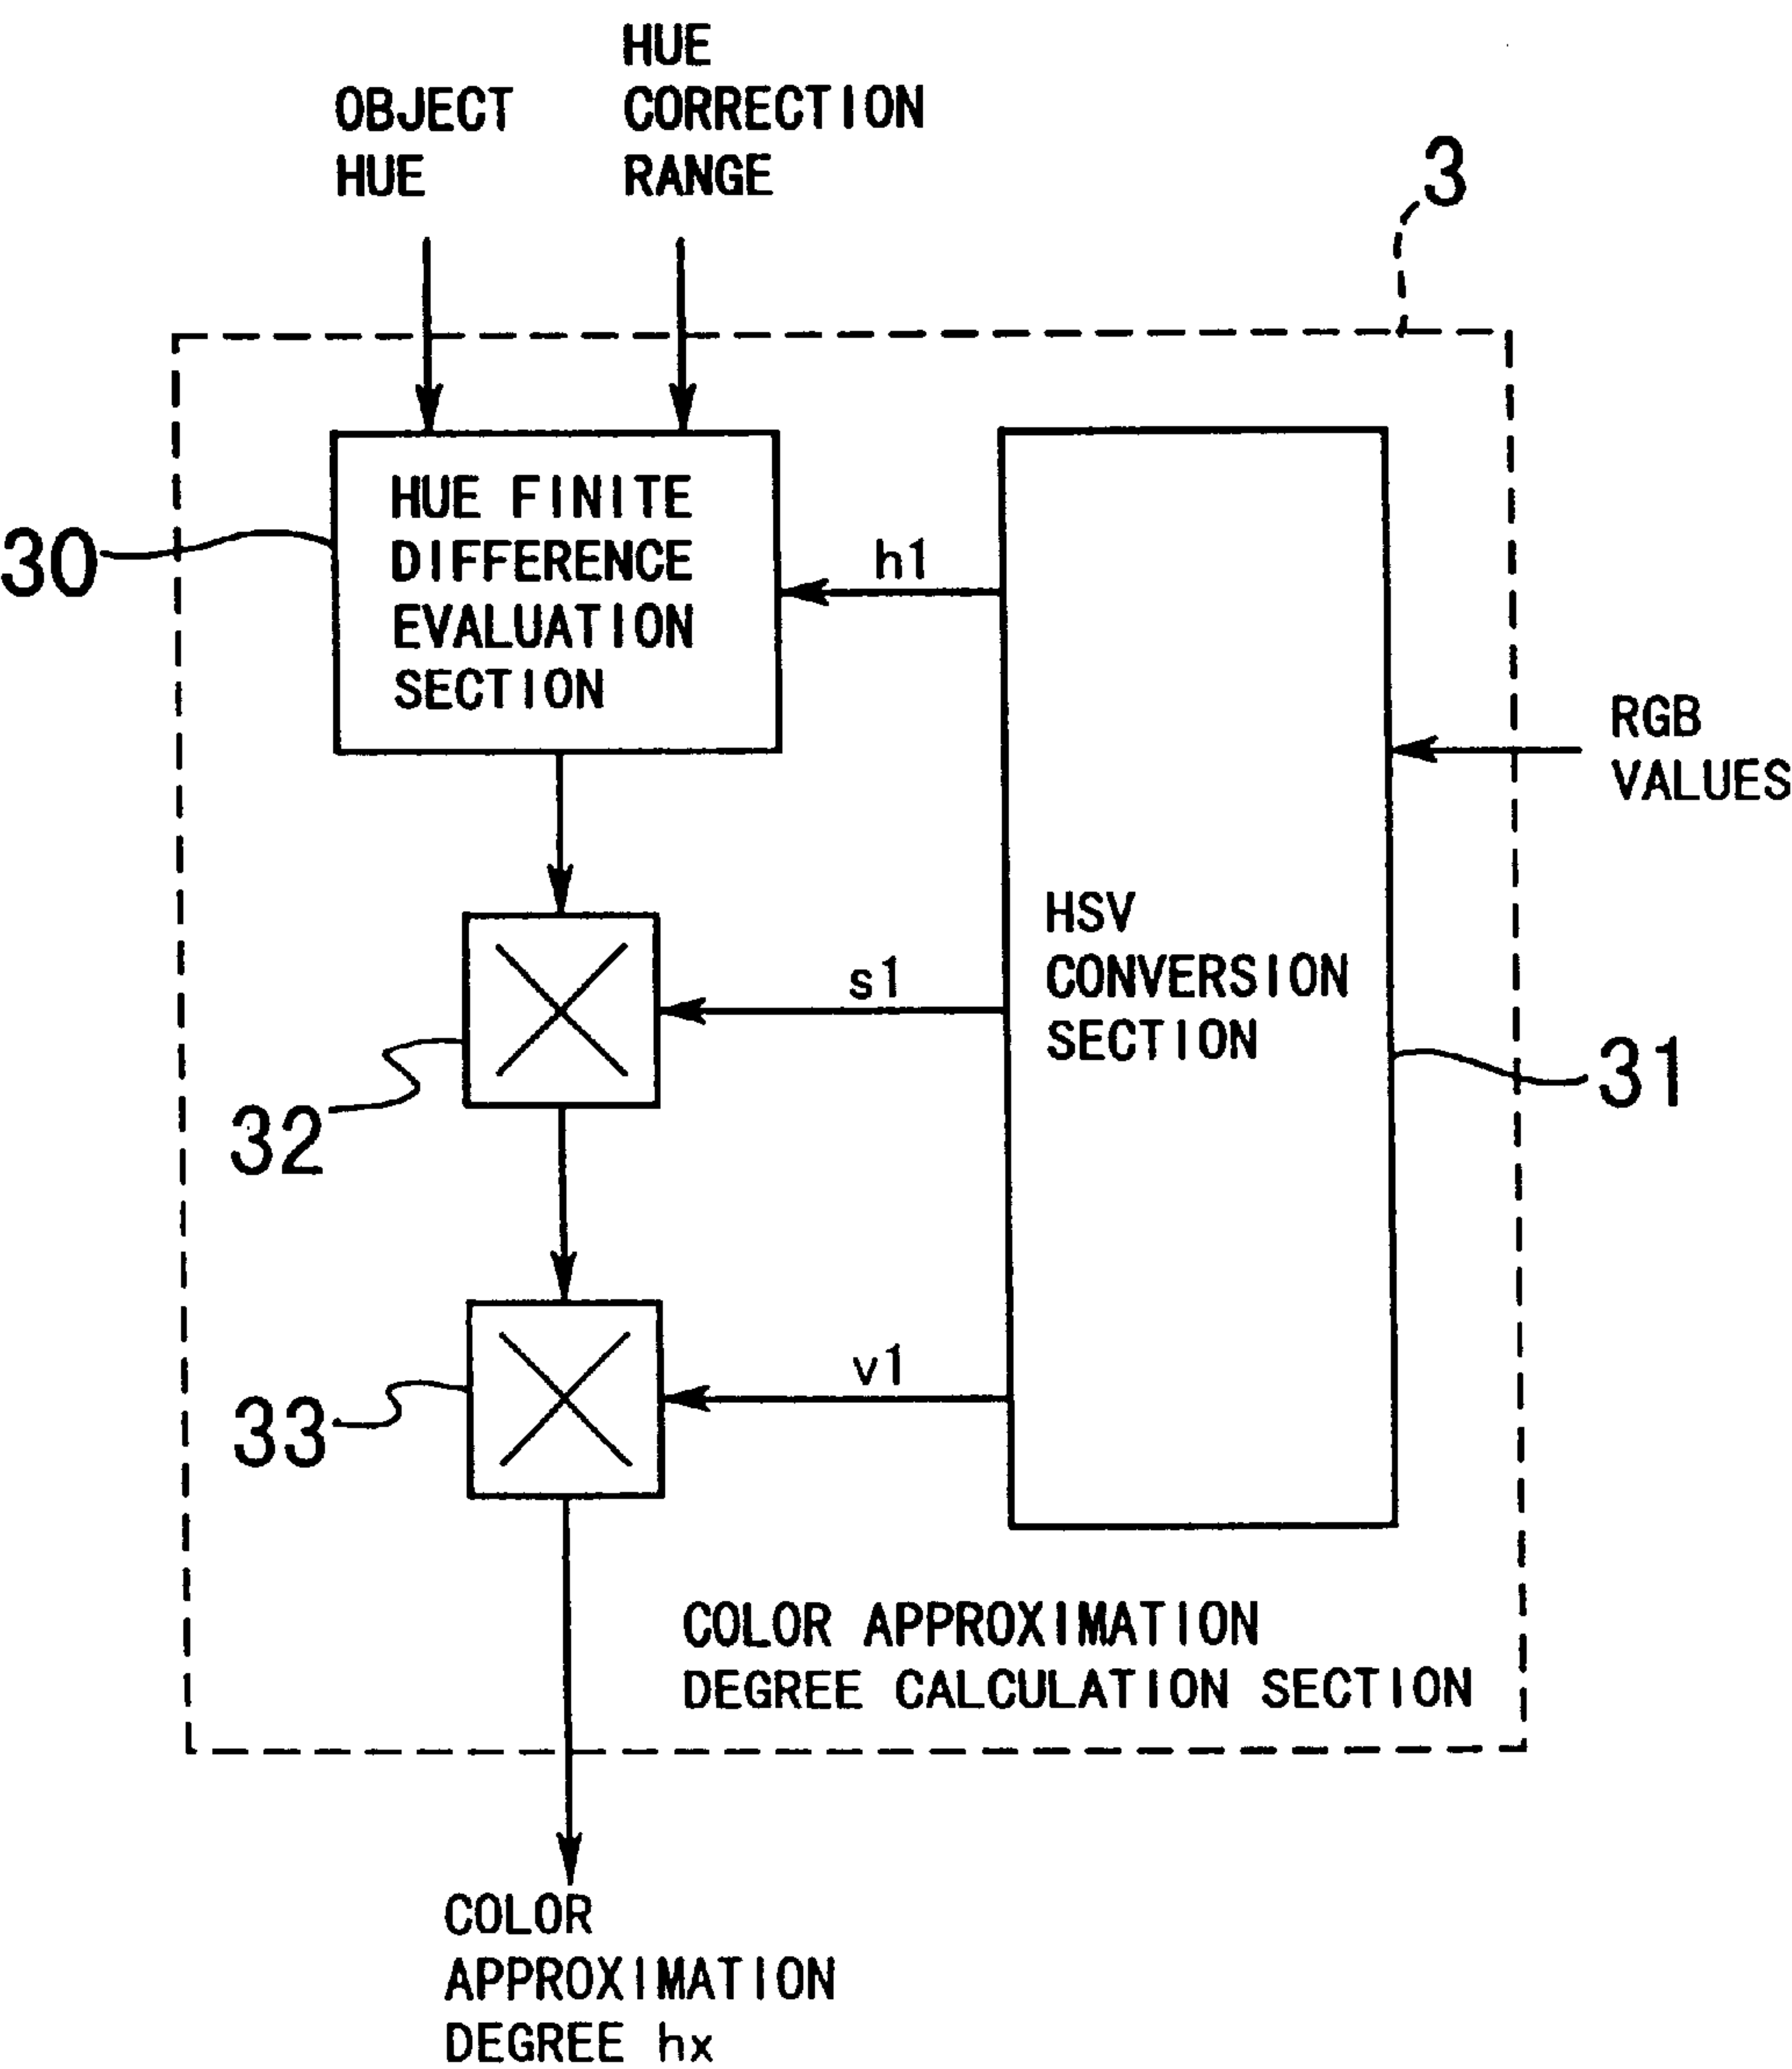 OBJECT
HUE
HUE
CORRECTION
RANGE
3
HUE FINITE
DIFFERENCE
EVALUATION
SECTION
30
h1
RGB
VALUES
HSV
CONVERSION
SECTION
s1
31
32
v1
33
COLOR APPROXIMATION
DEGREE CALCULATION SECTION
COLOR
APPROXIMATION
DEGREE hx